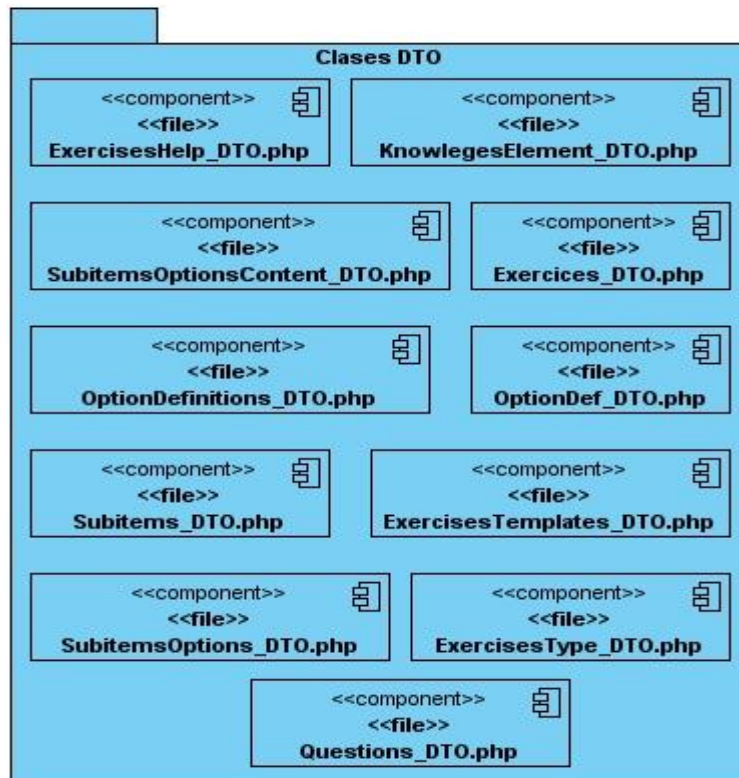 Clases DTO
<<component>>
<<file>>
ExercisesHelp_DTO.php
<<component>>
<<file>>
KnowlegesElement_DTO.php
<<component>>
<<file>>
SubitemsOptionsContent_DTO.php
<<component>>
<<file>>
Exercices_DTO.php
<<component>>
<<file>>
OptionDefinitions_DTO.php
<<component>>
<<file>>
OptionDef_DTO.php
<<component>>
<<file>>
Subitems_DTO.php
<<component>>
<<file>>
ExercisesTemplates_DTO.php
<<component>>
<<file>>
SubitemsOptions_DTO.php
<<component>>
<<file>>
ExercisesType_DTO.php
<<component>>
<<file>>
Questions_DTO.php